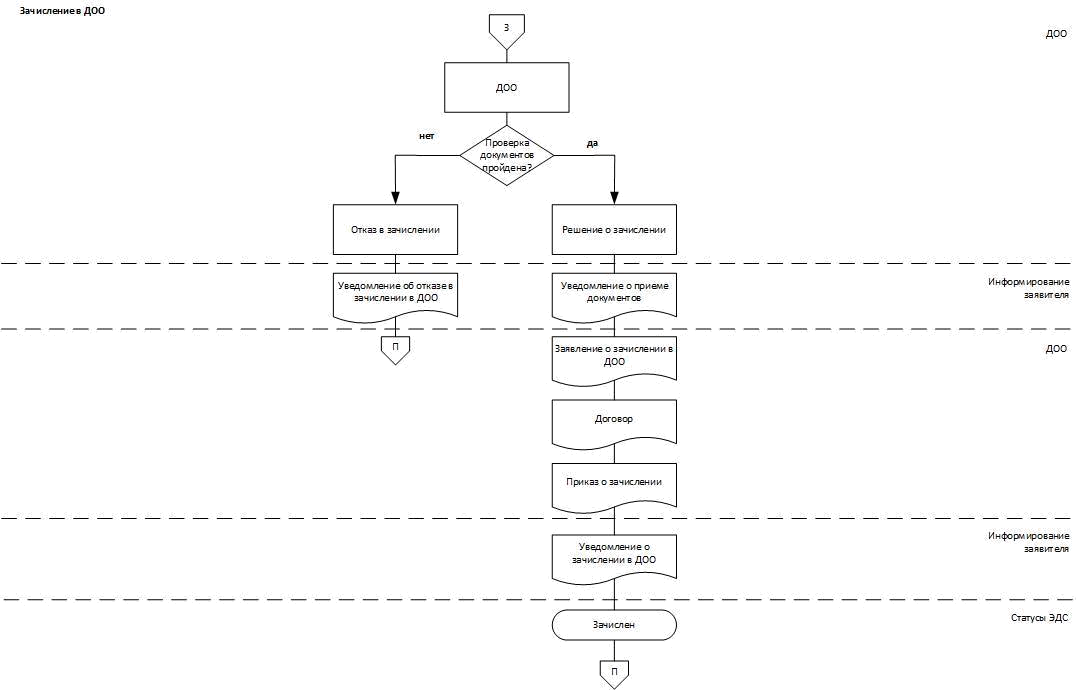 Зачисление в ДОО
З
ДОО
ДОО
нет
да
Проверка
документов
пройдена?
Отказ в зачислении
Решение о зачислении
Уведомление об отказе в
зачислении в ДОО
Уведомление о приеме
документов
Информирование
заявителя
П
Заявление о зачислении в
ДОО
ДОО
Договор
Приказ о зачислении
Уведомление о
зачислении в ДОО
Информирование
заявителя
Зачислен
Статусы ЭДС
П